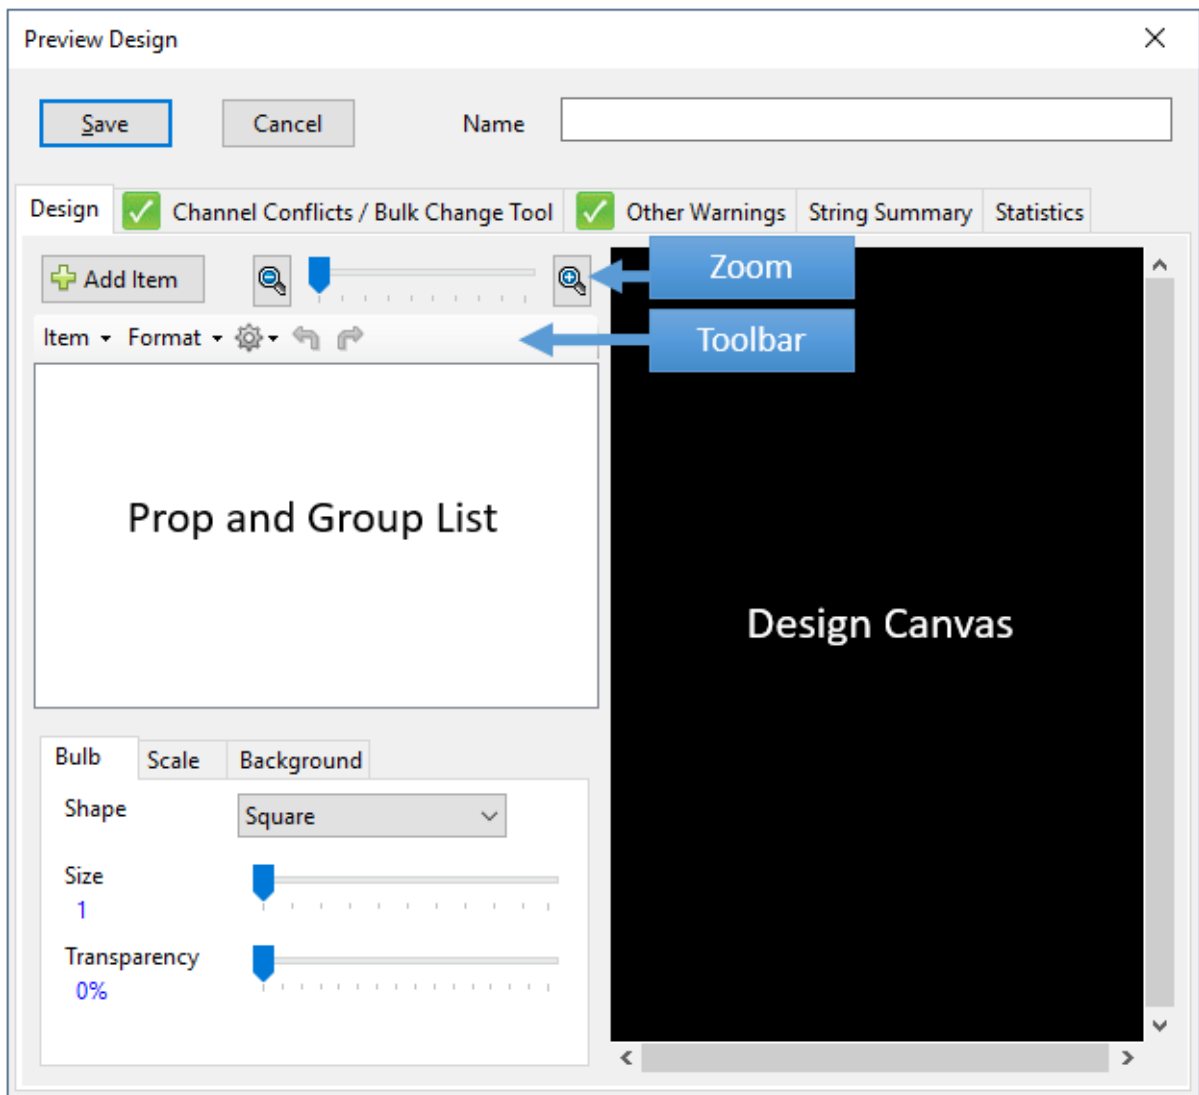 Preview Design
Save Cancel Name
Design Channel Conflicts / Bulk Change Tool Other Warnings String Summary Statistics
Add Item Zoom
Item Format Toolbar
Prop and Group List
Design Canvas
Bulb Scale Background
Shape Square
Size
1
Transparency
0%